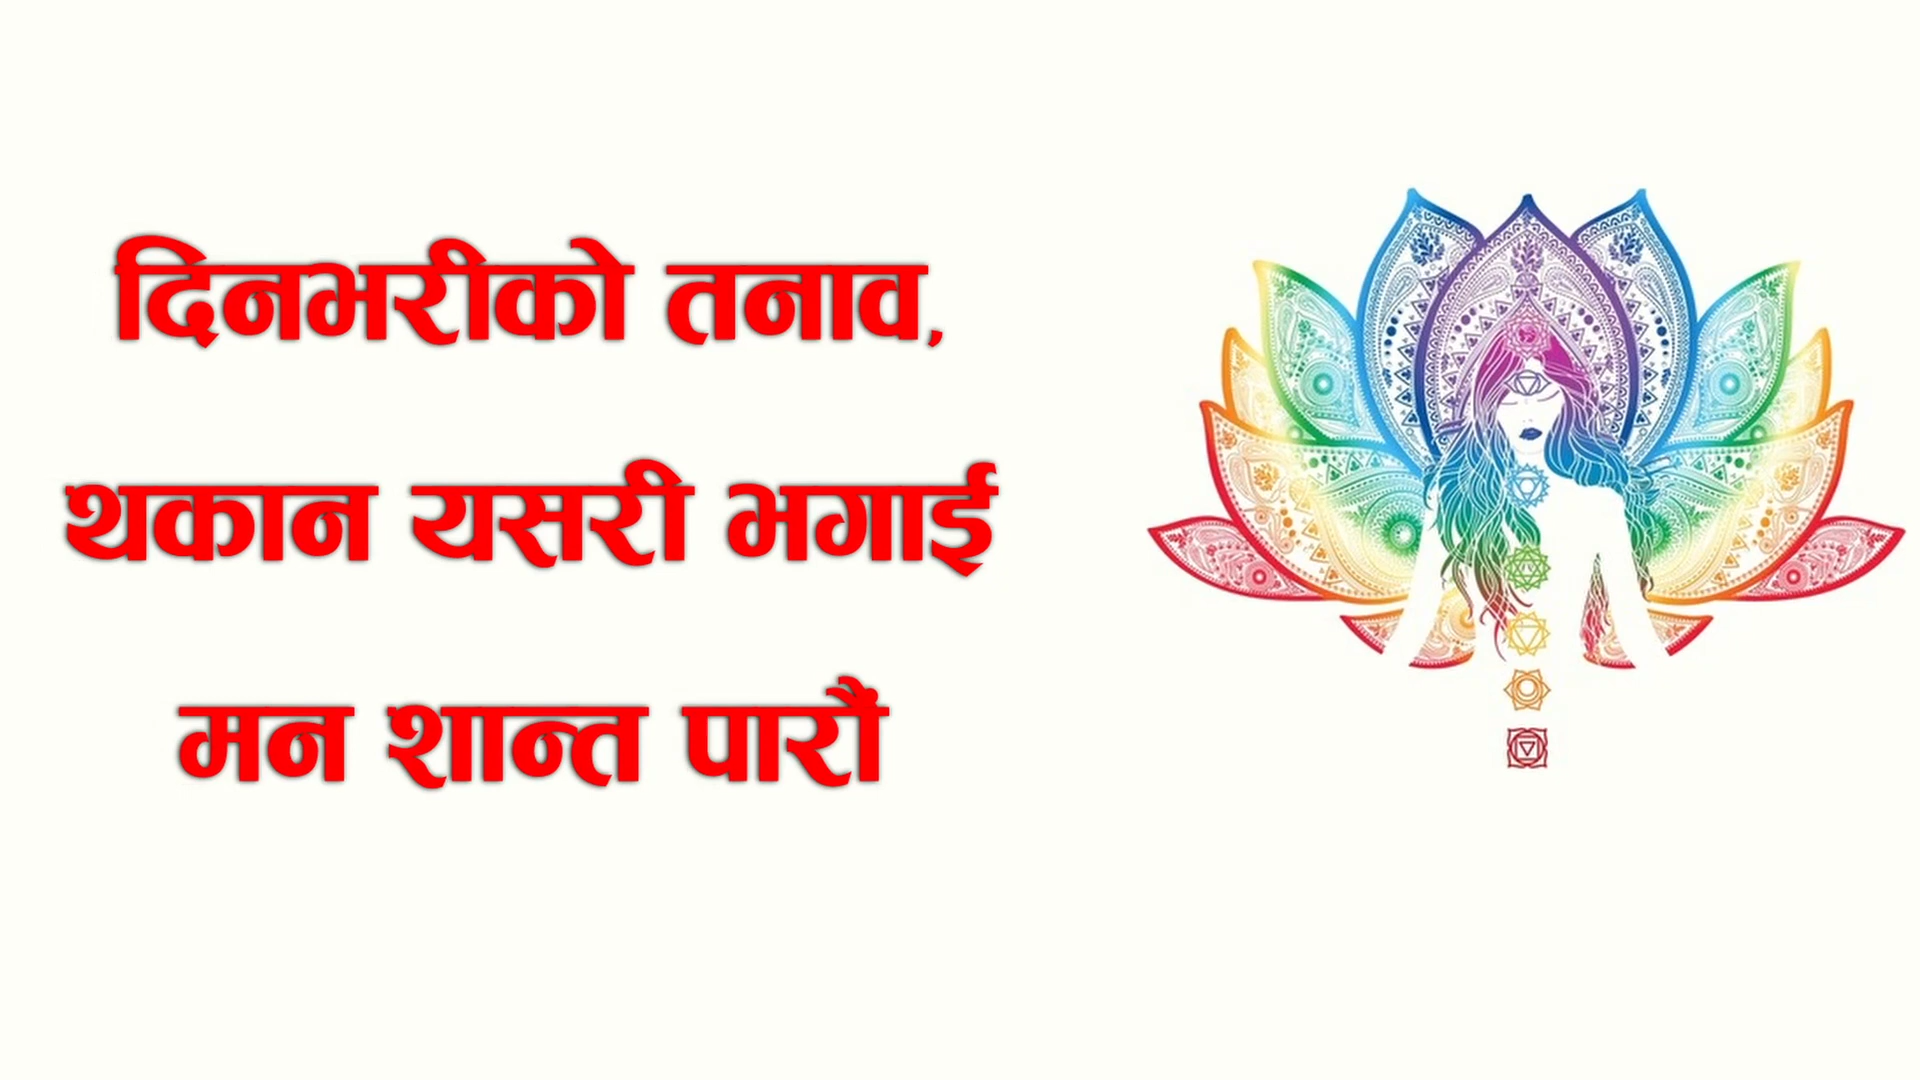 दिनभरीको तनाव,
थकान यसरी भगाई
मन शान्त पारौं